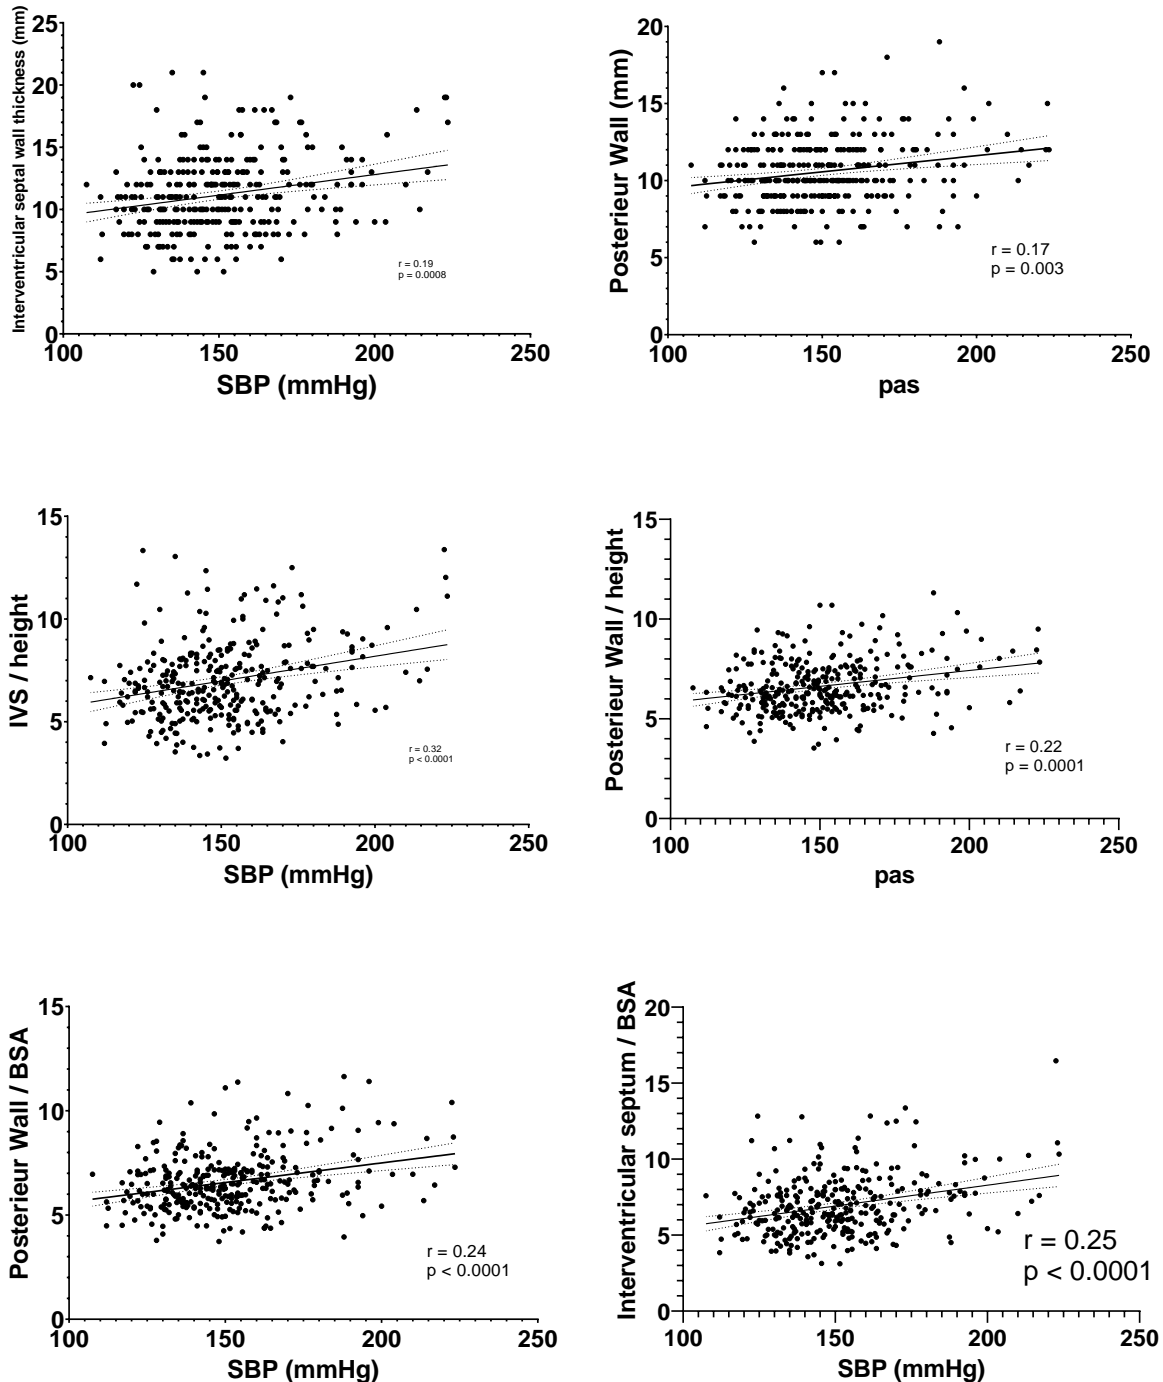 Interventricular septal wall thickness (mm)
25
20
15
10
5
0
100
150
200
250
SBP (mmHg)
r = 0.19
p = 0.0008
Posterieur Wall (mm)
20
15
10
5
0
100
150
200
250
pas
r = 0.17
p = 0.003
IVS / height
15
10
5
0
100
150
200
250
SBP (mmHg)
r = 0.32
p < 0.0001
Posterieur Wall / height
15
10
5
0
100
150
200
250
pas
r = 0.22
p = 0.0001
Posterieur Wall / BSA
15
10
5
0
100
150
200
250
SBP (mmHg)
r = 0.24
p < 0.0001
Interventricular septum / BSA
20
15
10
5
0
100
150
200
250
SBP (mmHg)
r = 0.25
p < 0.0001